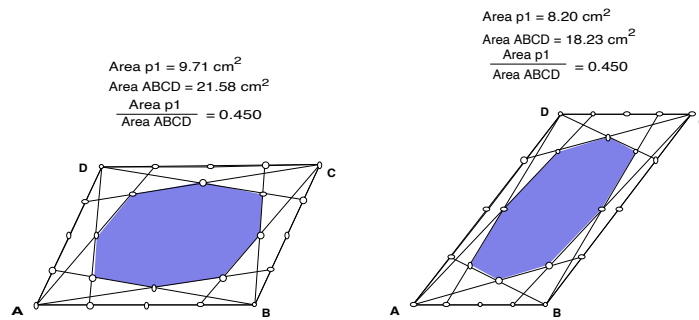 Area p1 = 9.71 cm²
Area ABCD = 21.58 cm²
Area p1
Area ABCD
= 0.450
D
C
A
B
Area p1 = 8.20 cm²
Area ABCD = 18.23 cm²
Area p1
Area ABCD
= 0.450
D
A
B